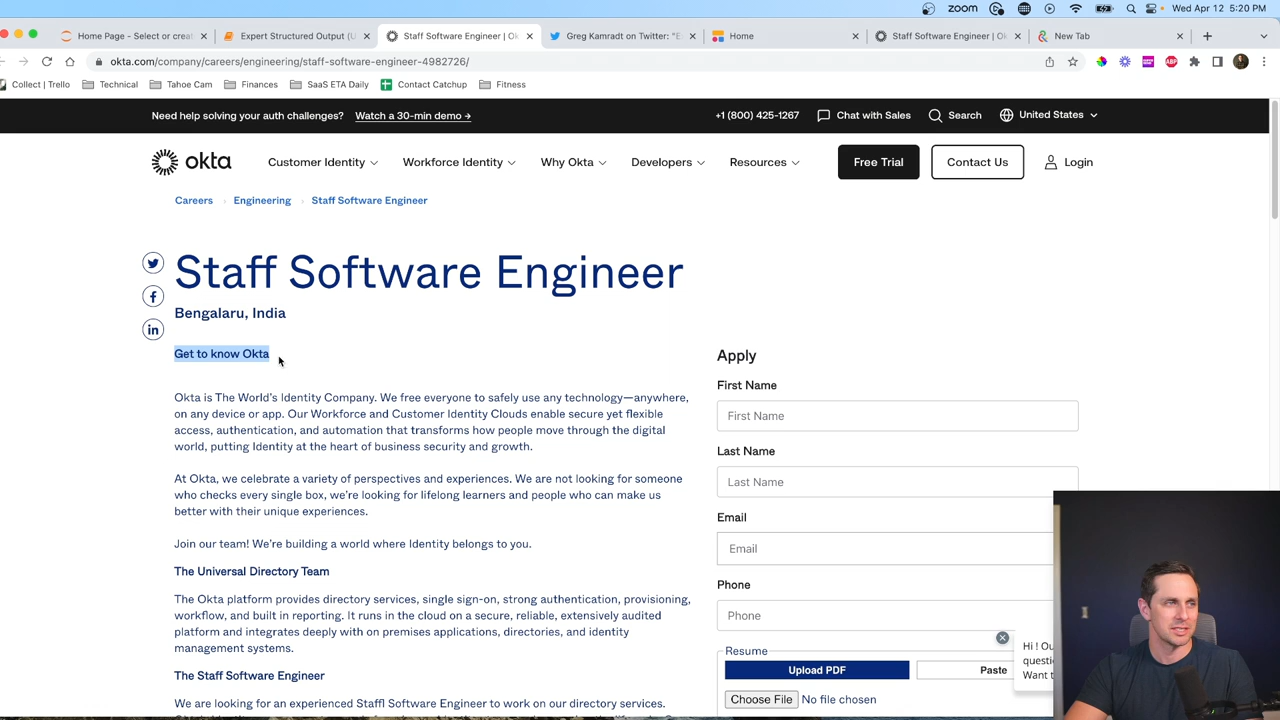 zoom
Wed Apr 12 5:20 PM
Home Page - Select or creat
Expert Structured Output (U
Staff Software Engineer | O
Greg Kamradt on Twitter: "E
Home
Staff Software Engineer | O
New Tab
okta.com/company/careers/engineering/staff-software-engineer-4982726/
Collect | Trello
Technical
Tahoe Cam
Finances
SaaS ETA Daily
Contact Catchup
Fitness
Need help solving your auth challenges? Watch a 30-min demo →
+1 (800) 425-1267
Chat with Sales
Search
United States
okta
Customer Identity
Workforce Identity
Why Okta
Developers
Resources
Free Trial
Contact Us
Login
Careers › Engineering › Staff Software Engineer
Staff Software Engineer
Bengalaru, India
Get to know Okta
Okta is The World's Identity Company. We free everyone to safely use any technology—anywhere,
on any device or app. Our Workforce and Customer Identity Clouds enable secure yet flexible
access, authentication, and automation that transforms how people move through the digital
world, putting Identity at the heart of business security and growth.
At Okta, we celebrate a variety of perspectives and experiences. We are not looking for someone
who checks every single box, we're looking for lifelong learners and people who can make us
better with their unique experiences.
Join our team! We're building a world where Identity belongs to you.
The Universal Directory Team
The Okta platform provides directory services, single sign-on, strong authentication, provisioning,
workflow, and built in reporting. It runs in the cloud on a secure, reliable, extensively audited
platform and integrates deeply with on premises applications, directories, and identity
management systems.
The Staff Software Engineer
We are looking for an experienced Staffl Software Engineer to work on our directory services.
Apply
First Name
First Name
Last Name
Last Name
Email
Email
Phone
Phone
Resume
Upload PDF
Paste
Choose File No file chosen
Hi ! Ou
questi
Want t